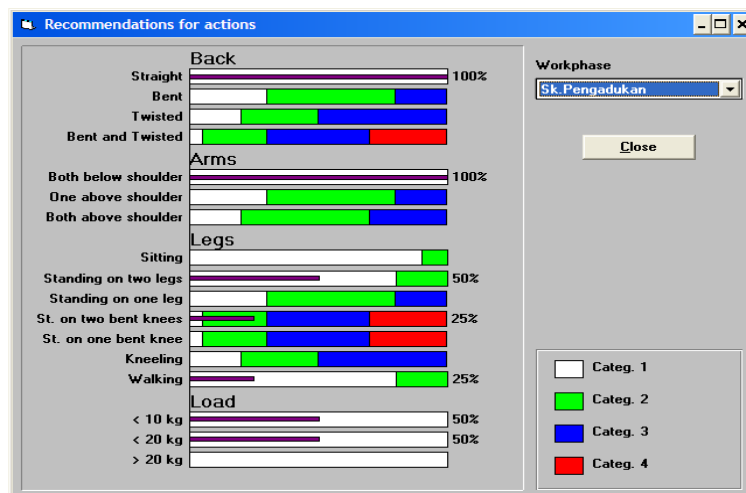 Recommendations for actions
Back
Straight 100%
Bent
Twisted
Bent and Twisted
Arms
Both below shoulder 100%
One above shoulder
Both above shoulder
Legs
Sitting
Standing on two legs 50%
Standing on one leg
St. on two bent knees 25%
St. on one bent knee
Kneeling
Walking 25%
Load
< 10 kg 50%
< 20 kg 50%
> 20 kg
Workphase
Sk.Pengadukan
Close
Categ. 1
Categ. 2
Categ. 3
Categ. 4